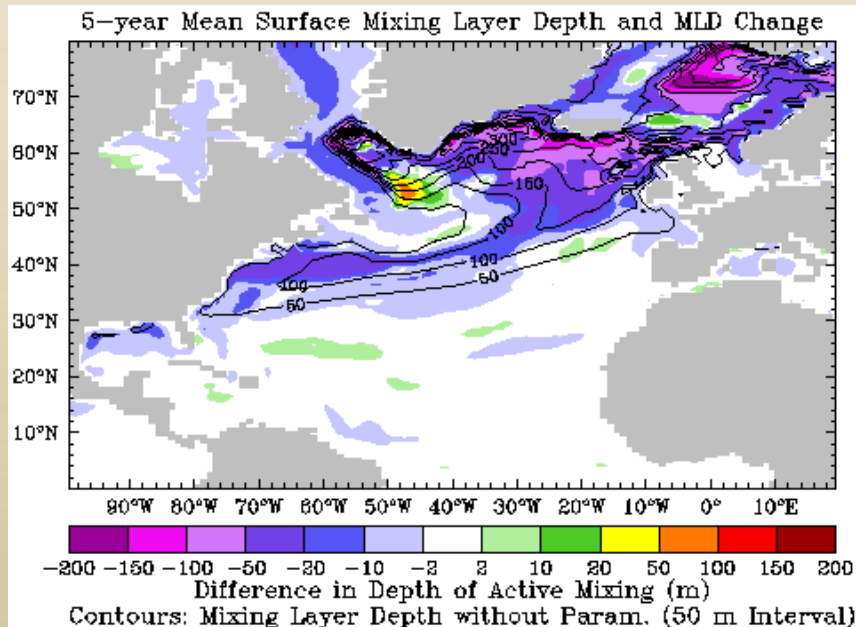 5-year Mean Surface Mixing Layer Depth and MLD Change
70°N
60°N
50°N
40°N
30°N
20°N
10°N
300
250
200
150
100
100
100
50
50
90°W 80°W 70°W 60°W 50°W 40°W 30°W 20°W 10°W 0° 10°E
-200 -150 -100 -50 -20 -10 -2 2 10 20 50 100 150 200
Difference in Depth of Active Mixing (m)
Contours: Mixing Layer Depth without Param. (50 m Interval)